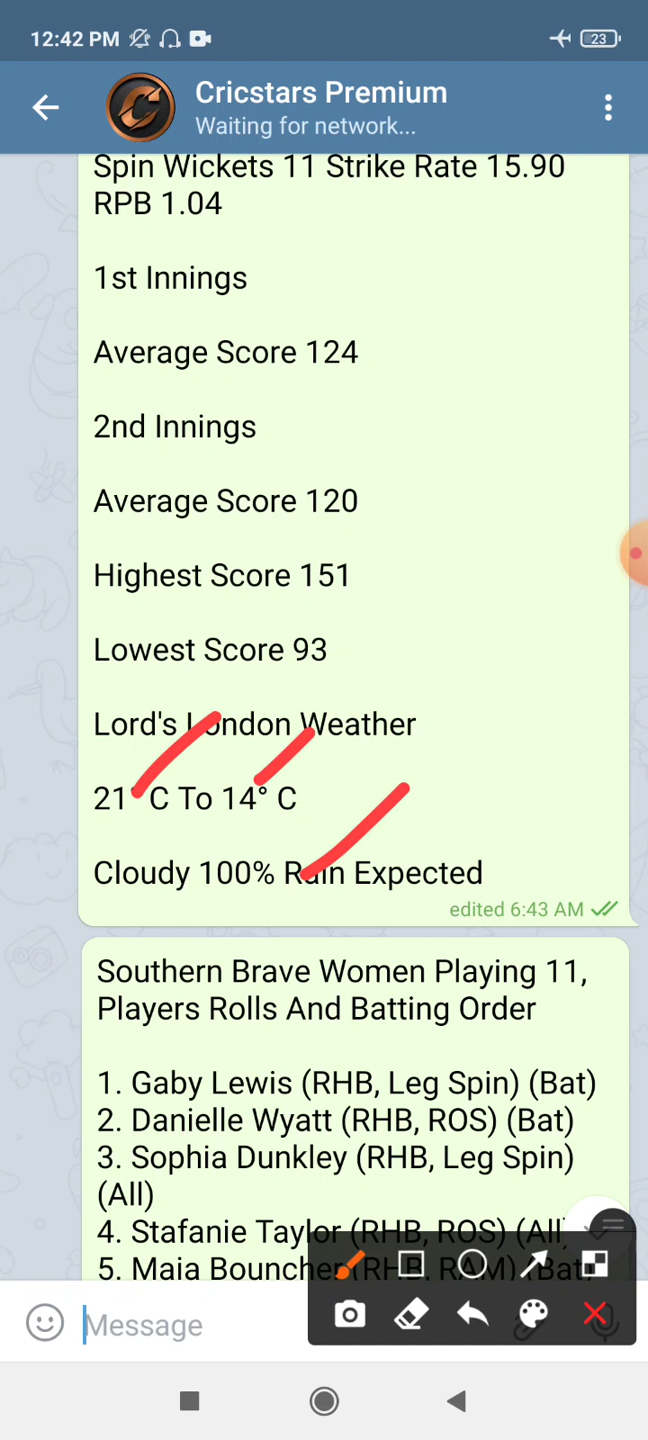 12:42 PM
23
Cricstars Premium
Waiting for network...
Spin Wickets 11 Strike Rate 15.90
RPB 1.04
1st Innings
Average Score 124
2nd Innings
Average Score 120
Highest Score 151
Lowest Score 93
Lord's London Weather
21° C To 14° C
Cloudy 100% Rain Expected
edited 6:43 AM
Southern Brave Women Playing 11,
Players Rolls And Batting Order
1. Gaby Lewis (RHB, Leg Spin) (Bat)
2. Danielle Wyatt (RHB, ROS) (Bat)
3. Sophia Dunkley (RHB, Leg Spin)
(All)
4. Stafanie Taylor (RHB, ROS) (All
5. Maia Bouncher (RHB, RAM) (Bat
Message